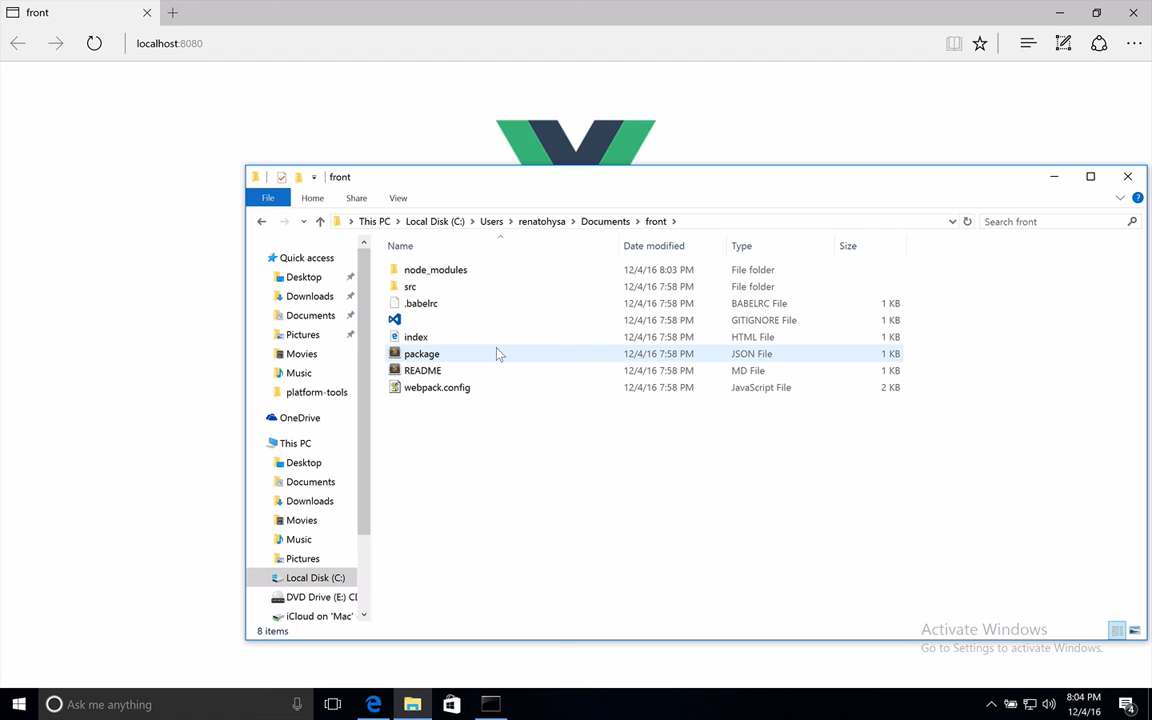 front
localhost:8080
front
File Home Share View
This PC Local Disk (C:) Users renatohysa Documents front
Search front
Name Date modified Type Size
node_modules 12/4/16 8:03 PM File folder
src 12/4/16 7:58 PM File folder
.babelrc 12/4/16 7:58 PM BABELRC File 1 KB
12/4/16 7:58 PM GITIGNORE File 1 KB
index 12/4/16 7:58 PM HTML File 1 KB
package 12/4/16 7:58 PM JSON File 1 KB
README 12/4/16 7:58 PM MD File 1 KB
webpack.config 12/4/16 7:58 PM JavaScript File 2 KB
Quick access
Desktop
Downloads
Documents
Pictures
Movies
Music
platform-tools
OneDrive
This PC
Desktop
Documents
Downloads
Movies
Music
Pictures
Local Disk (C:)
DVD Drive (E:) CD
iCloud on 'Mac'
8 items
Activate Windows
Go to Settings to activate Windows.
Ask me anything
8:04 PM
12/4/16
4